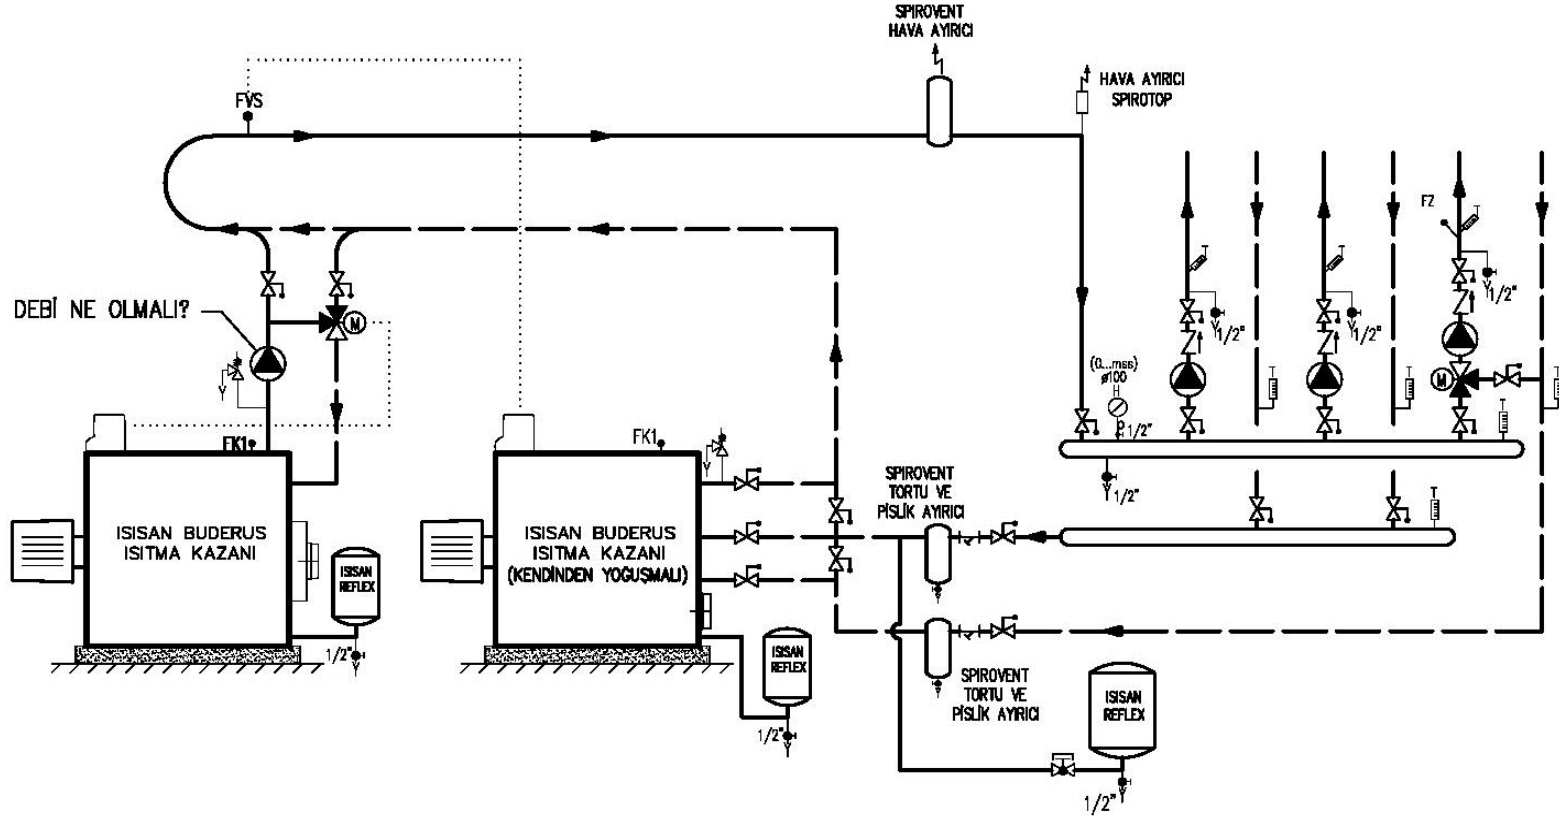 SPIROVENT
HAVA AYIRICI
HAVA AYIRICI
SPIROTOP
FVS
DEBİ NE OLMALI?
M
FK1
ISISAN BUDERUS
ISITMA KAZANI
ISISAN
REFLEX
1/2"
FK1
ISISAN BUDERUS
ISITMA KAZANI
(KENDİNDEN YOĞUŞMALI)
ISISAN
REFLEX
1/2"
SPIROVENT
TORTU VE
PİSLİK AYIRICI
SPIROVENT
TORTU VE
PİSLİK AYIRICI
ISISAN
REFLEX
1/2"
(0...mss)
ø100
H
1/2"
1/2"
T
1/2"
T
T
1/2"
T
F2
T
1/2"
M
T
T
T